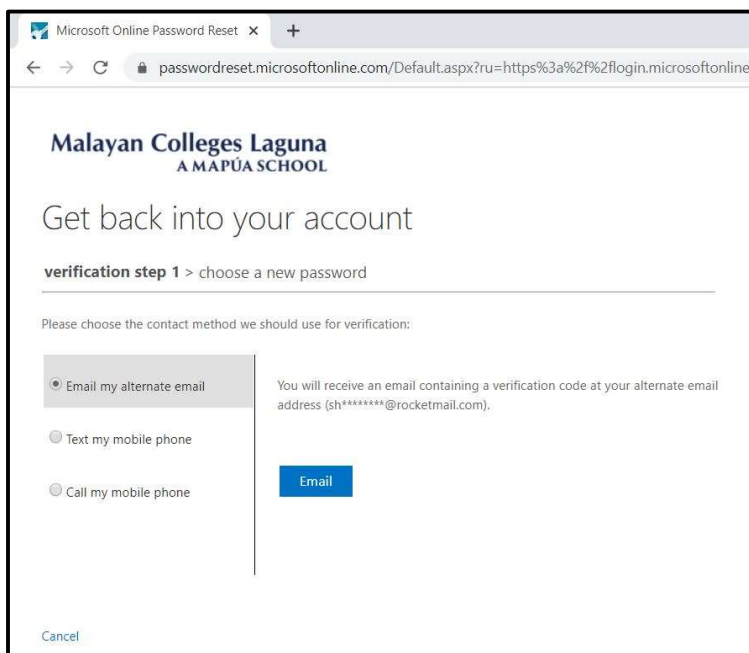 Microsoft Online Password Reset
passwordreset.microsoftonline.com/Default.aspx?ru=https%3a%2f%2flogin.microsoftonline
Malayan Colleges Laguna
A MAPÚA SCHOOL
Get back into your account
verification step 1 > choose a new password
Please choose the contact method we should use for verification:
Email my alternate email
You will receive an email containing a verification code at your alternate email
address (sh********@rocketmail.com).
Text my mobile phone
Email
Call my mobile phone
Cancel